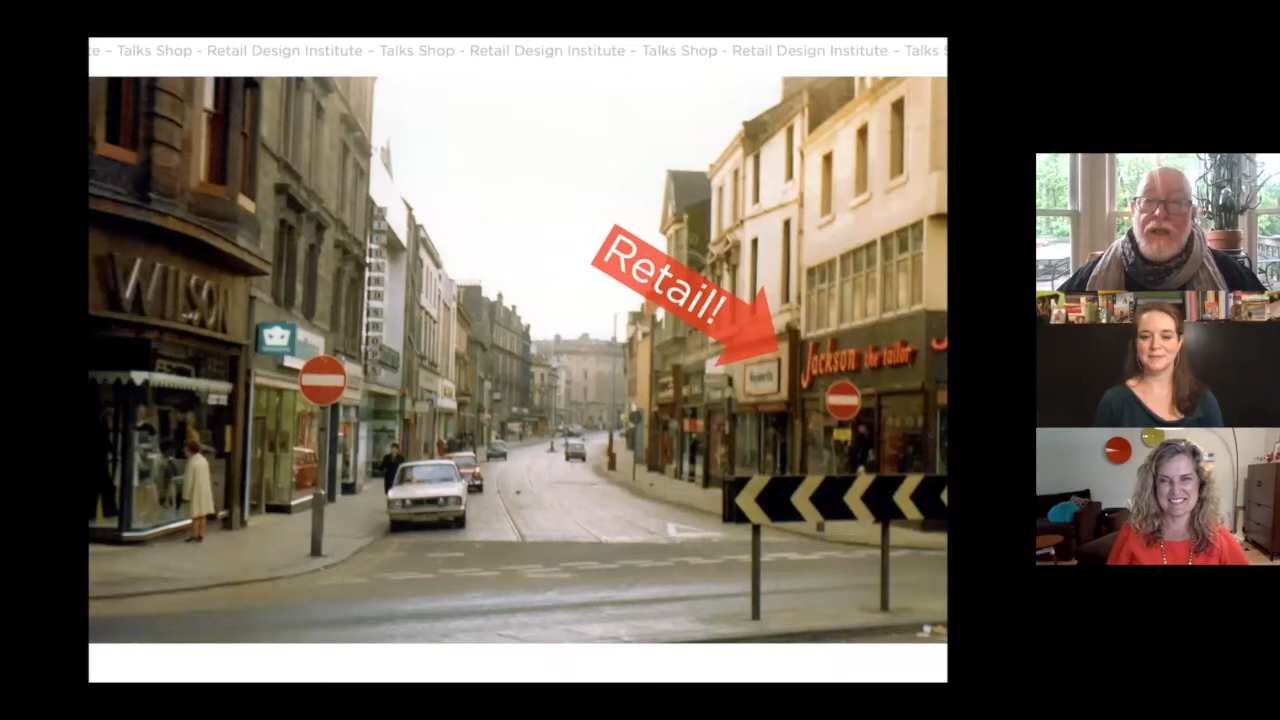 te – Talks Shop - Retail Design Institute – Talks Shop - Retail Design Institute – Talks Shop - Retail Design Institute – Talks S
WILSON
Retail!
Jackson the tailor